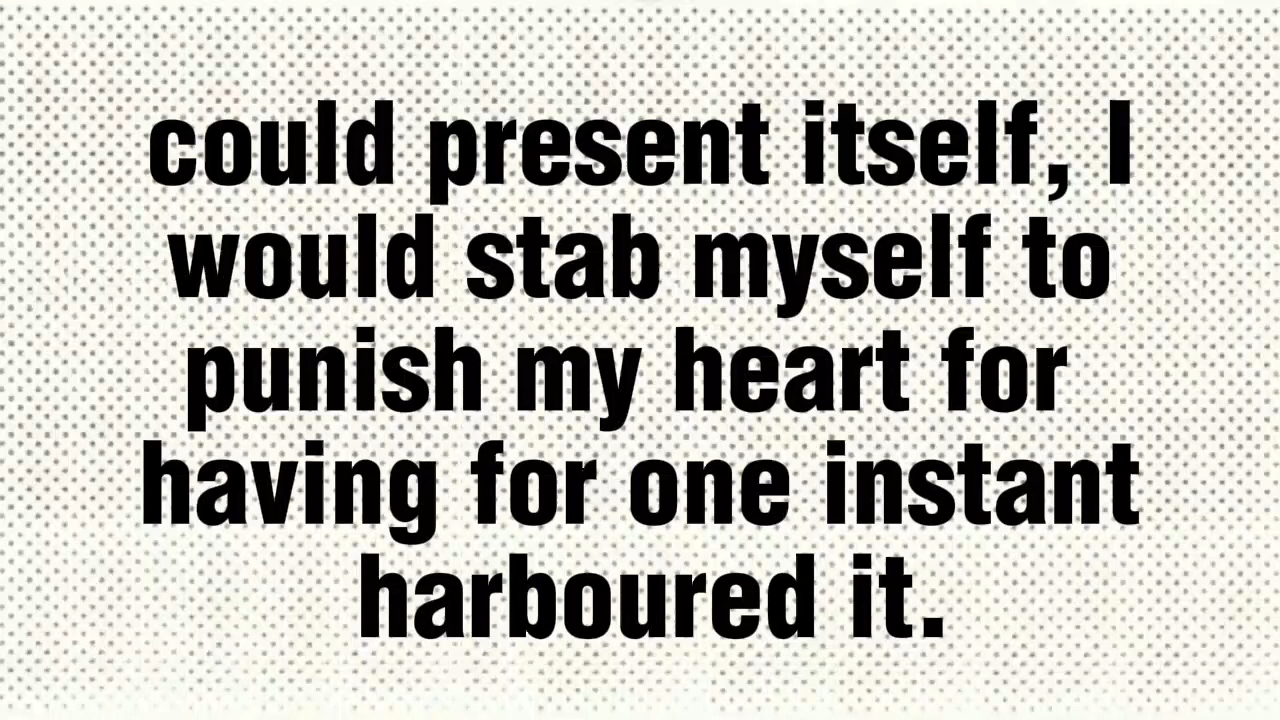 could present itself, I
would stab myself to
punish my heart for
having for one instant
harboured it.